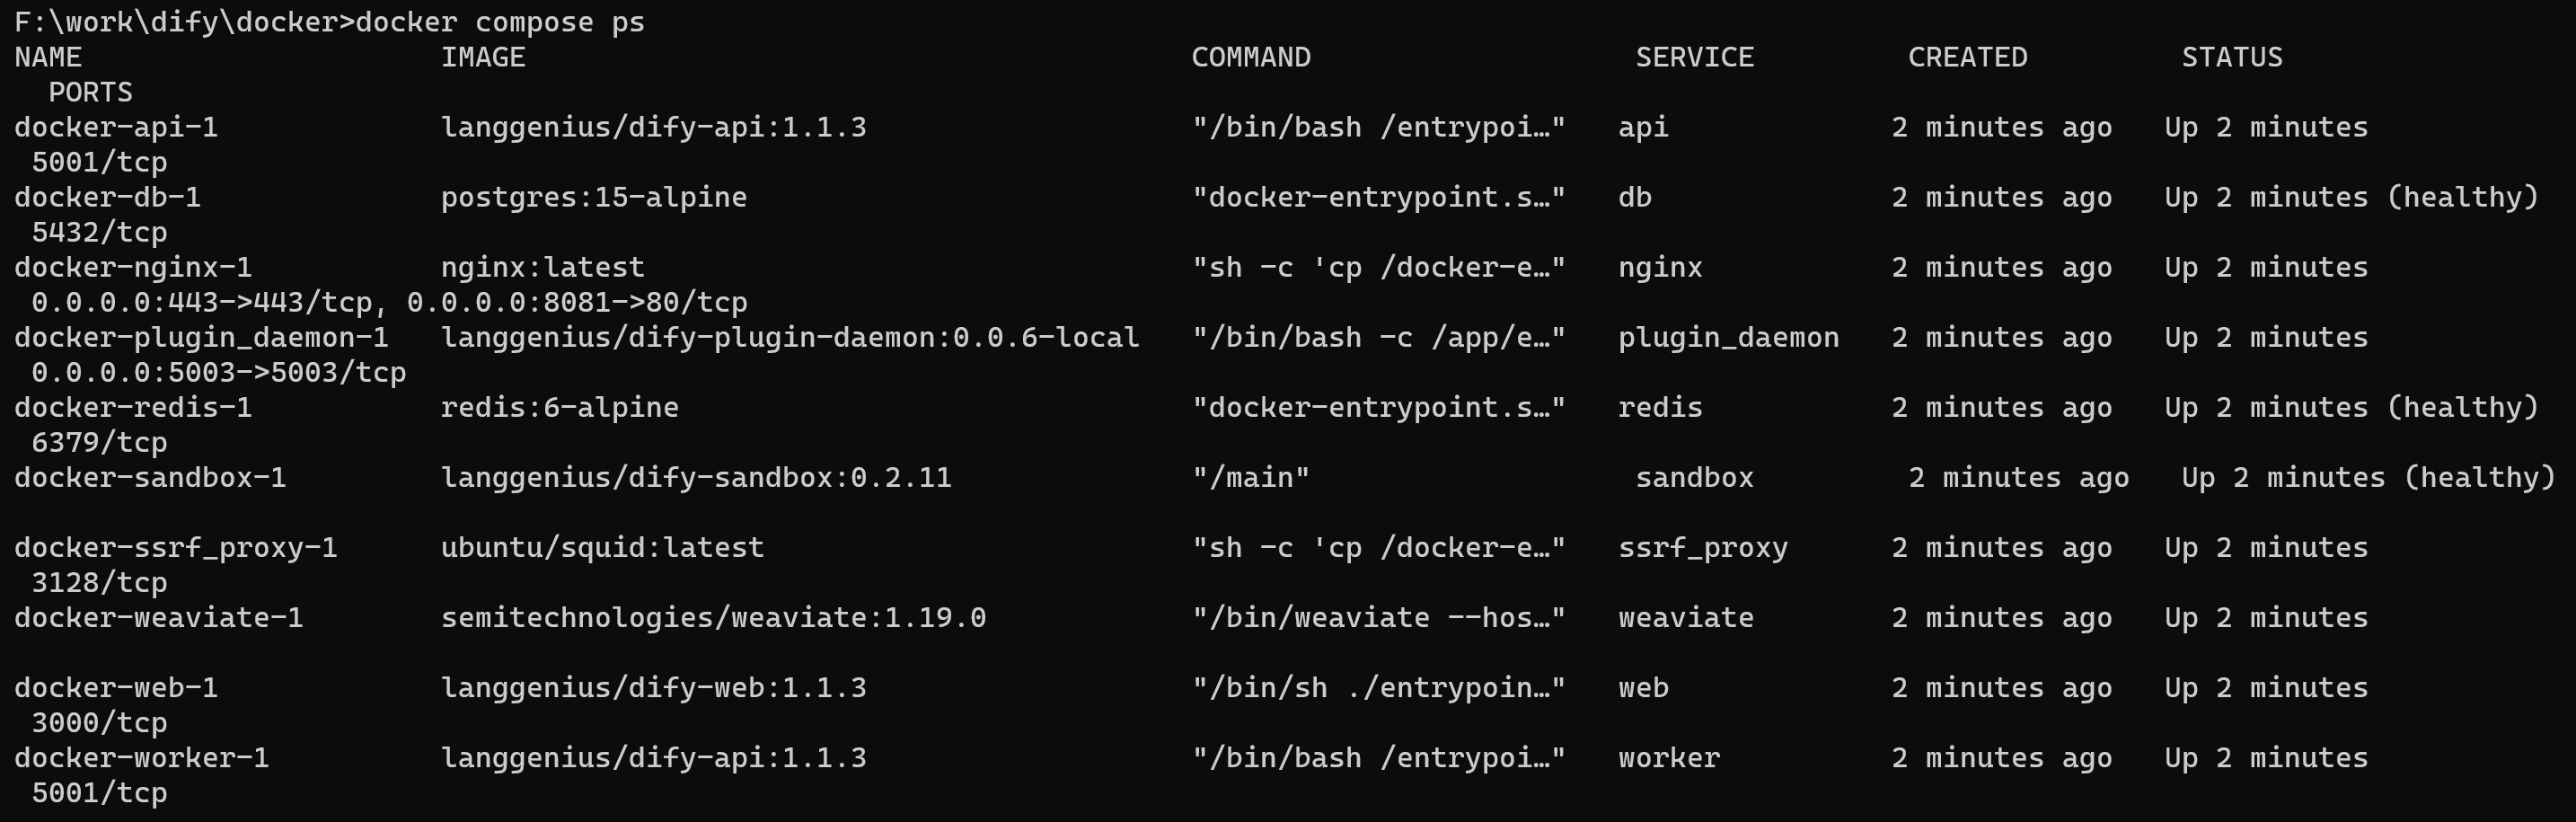 F:\work\dify\docker>docker compose ps
NAME                     IMAGE                                       COMMAND                   SERVICE         CREATED         STATUS
  PORTS
docker-api-1             langgenius/dify-api:1.1.3                   "/bin/bash /entrypoi…"   api             2 minutes ago   Up 2 minutes
 5001/tcp
docker-db-1              postgres:15-alpine                          "docker-entrypoint.s…"   db              2 minutes ago   Up 2 minutes (healthy)
 5432/tcp
docker-nginx-1           nginx:latest                                "sh -c 'cp /docker-e…"   nginx           2 minutes ago   Up 2 minutes
 0.0.0.0:443->443/tcp, 0.0.0.0:8081->80/tcp
docker-plugin_daemon-1   langgenius/dify-plugin-daemon:0.0.6-local   "/bin/bash -c /app/e…"   plugin_daemon   2 minutes ago   Up 2 minutes
 0.0.0.0:5003->5003/tcp
docker-redis-1           redis:6-alpine                              "docker-entrypoint.s…"   redis           2 minutes ago   Up 2 minutes (healthy)
 6379/tcp
docker-sandbox-1         langgenius/dify-sandbox:0.2.11              "/main"                   sandbox         2 minutes ago   Up 2 minutes (healthy)
docker-ssrf_proxy-1      ubuntu/squid:latest                         "sh -c 'cp /docker-e…"   ssrf_proxy      2 minutes ago   Up 2 minutes
 3128/tcp
docker-weaviate-1        semitechnologies/weaviate:1.19.0            "/bin/weaviate --hos…"   weaviate        2 minutes ago   Up 2 minutes
docker-web-1             langgenius/dify-web:1.1.3                   "/bin/sh ./entrypoin…"   web             2 minutes ago   Up 2 minutes
 3000/tcp
docker-worker-1          langgenius/dify-api:1.1.3                   "/bin/bash /entrypoi…"   worker          2 minutes ago   Up 2 minutes
 5001/tcp